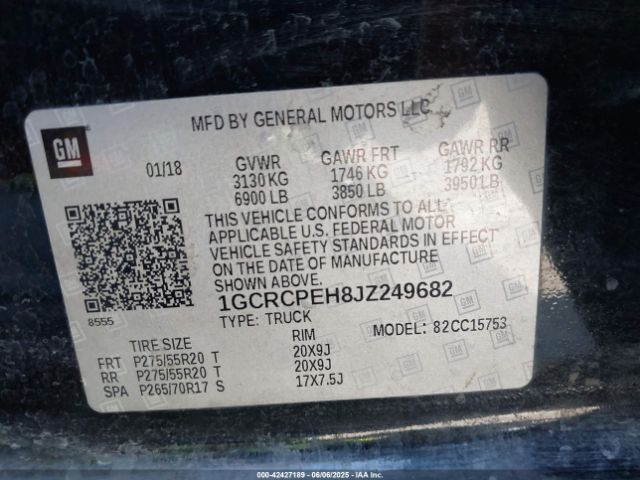 MFD BY GENERAL MOTORS LLC
GM
01/18
GVWR GAWR FRT GAWR RR
3130 KG 1746 KG 1792 KG
6900 LB 3850 LB 3950 LB
THIS VEHICLE CONFORMS TO ALL
APPLICABLE U.S. FEDERAL MOTOR
VEHICLE SAFETY STANDARDS IN EFFECT
ON THE DATE OF MANUFACTURE
SHOWN ABOVE.
1GCRCPEH8JZ249682
8555
TYPE: TRUCK MODEL: 82CC15753
TIRE SIZE RIM
FRT P275/55R20 T 20X9J
RR P275/55R20 T 20X9J
SPA P265/70R17 S 17X7.5J
000-42427189 - 06/06/2025 - IAAI.COM